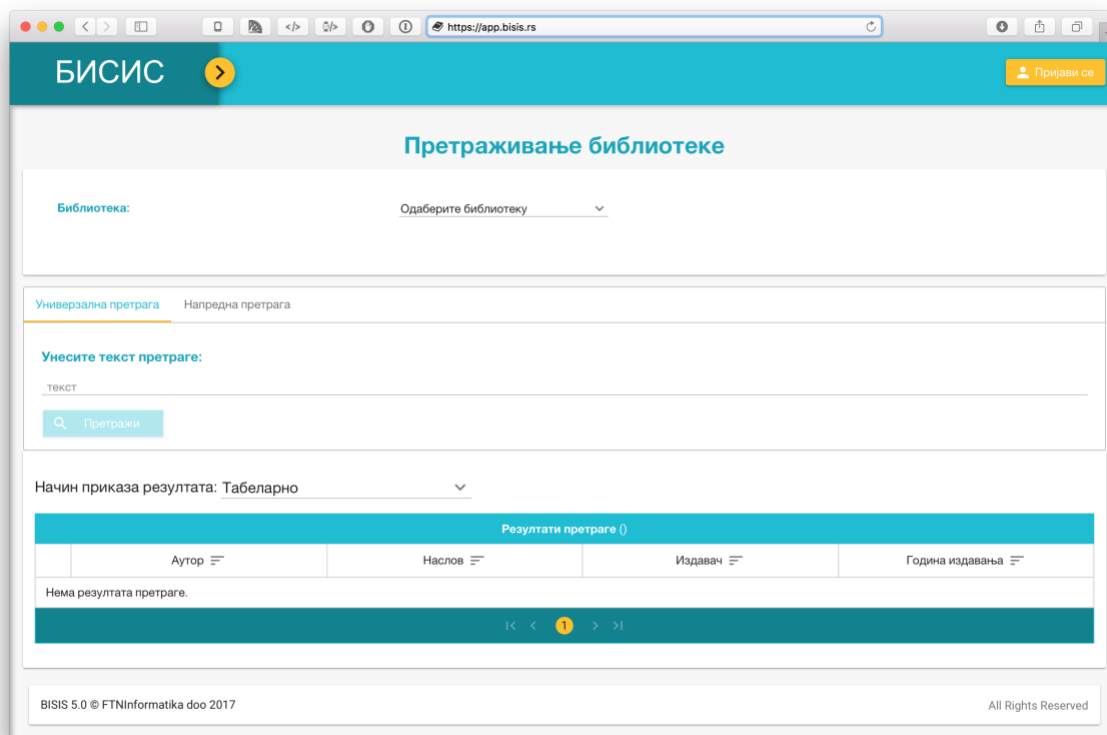 https://app.bisis.rs
БИСИС
Пријави се
Претраживање библиотеке
Библиотека: Одаберите библиотеку
Универзална претрага Напредна претрага
Унесите текст претраге:
текст
Претражи
Начин приказа резултата: Табеларно
Резултати претраге ()
Аутор Наслов Издавач Година издавања
Нема резултата претраге.
1
BISIS 5.0 © FTNInformatika doo 2017 All Rights Reserved